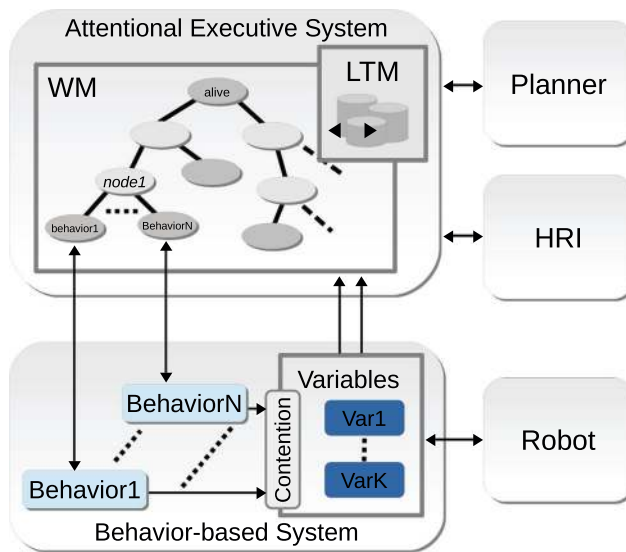 Attentional Executive System
WM
LTM
alive
node1
behavior1
BehaviorN
Planner
HRI
Variables
BehaviorN
Contention
Var1
VarK
Behavior1
Robot
Behavior-based System